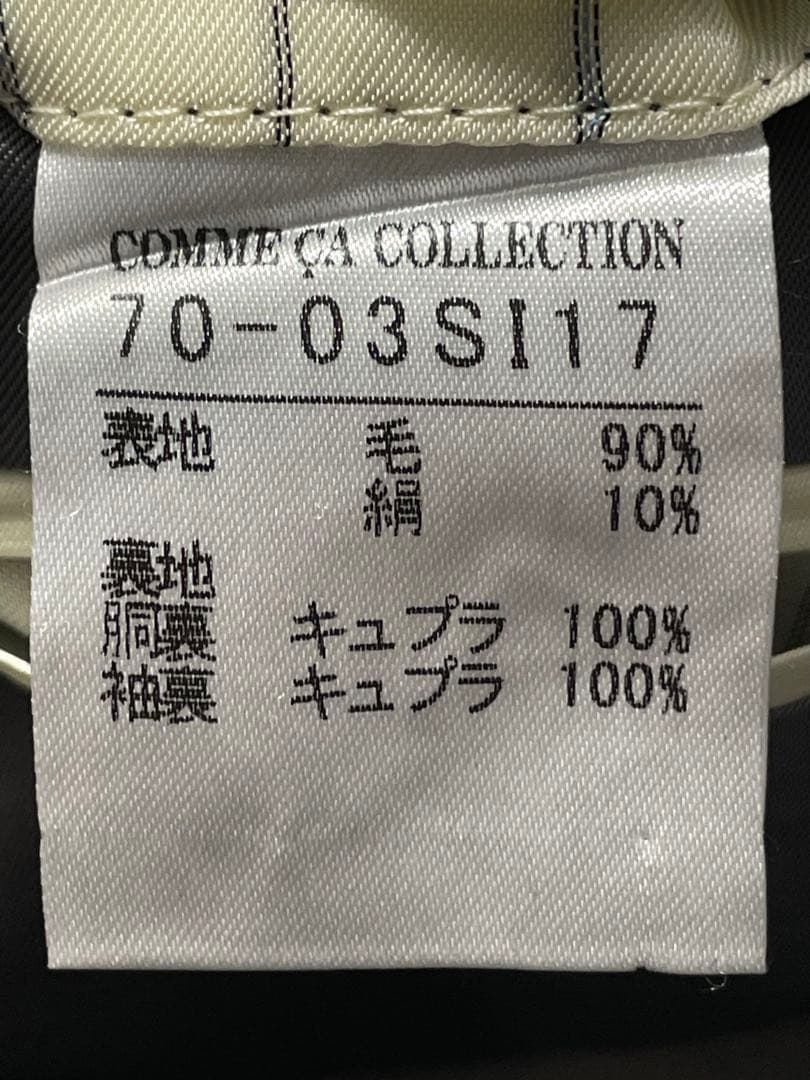 COMME ÇA COLLECTION
70-03SI17
表地 毛 90%
絹 10%
裏地
胴裏 キュプラ 100%
袖裏 キュプラ 100%